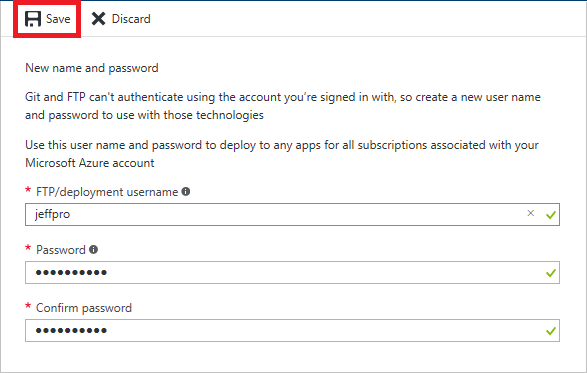 Save Discard
New name and password
Git and FTP can't authenticate using the account you're signed in with, so create a new user name
and password to use with those technologies
Use this user name and password to deploy to any apps for all subscriptions associated with your
Microsoft Azure account
* FTP/deployment username
jeffpro
* Password
●●●●●●●●●●
* Confirm password
●●●●●●●●●●